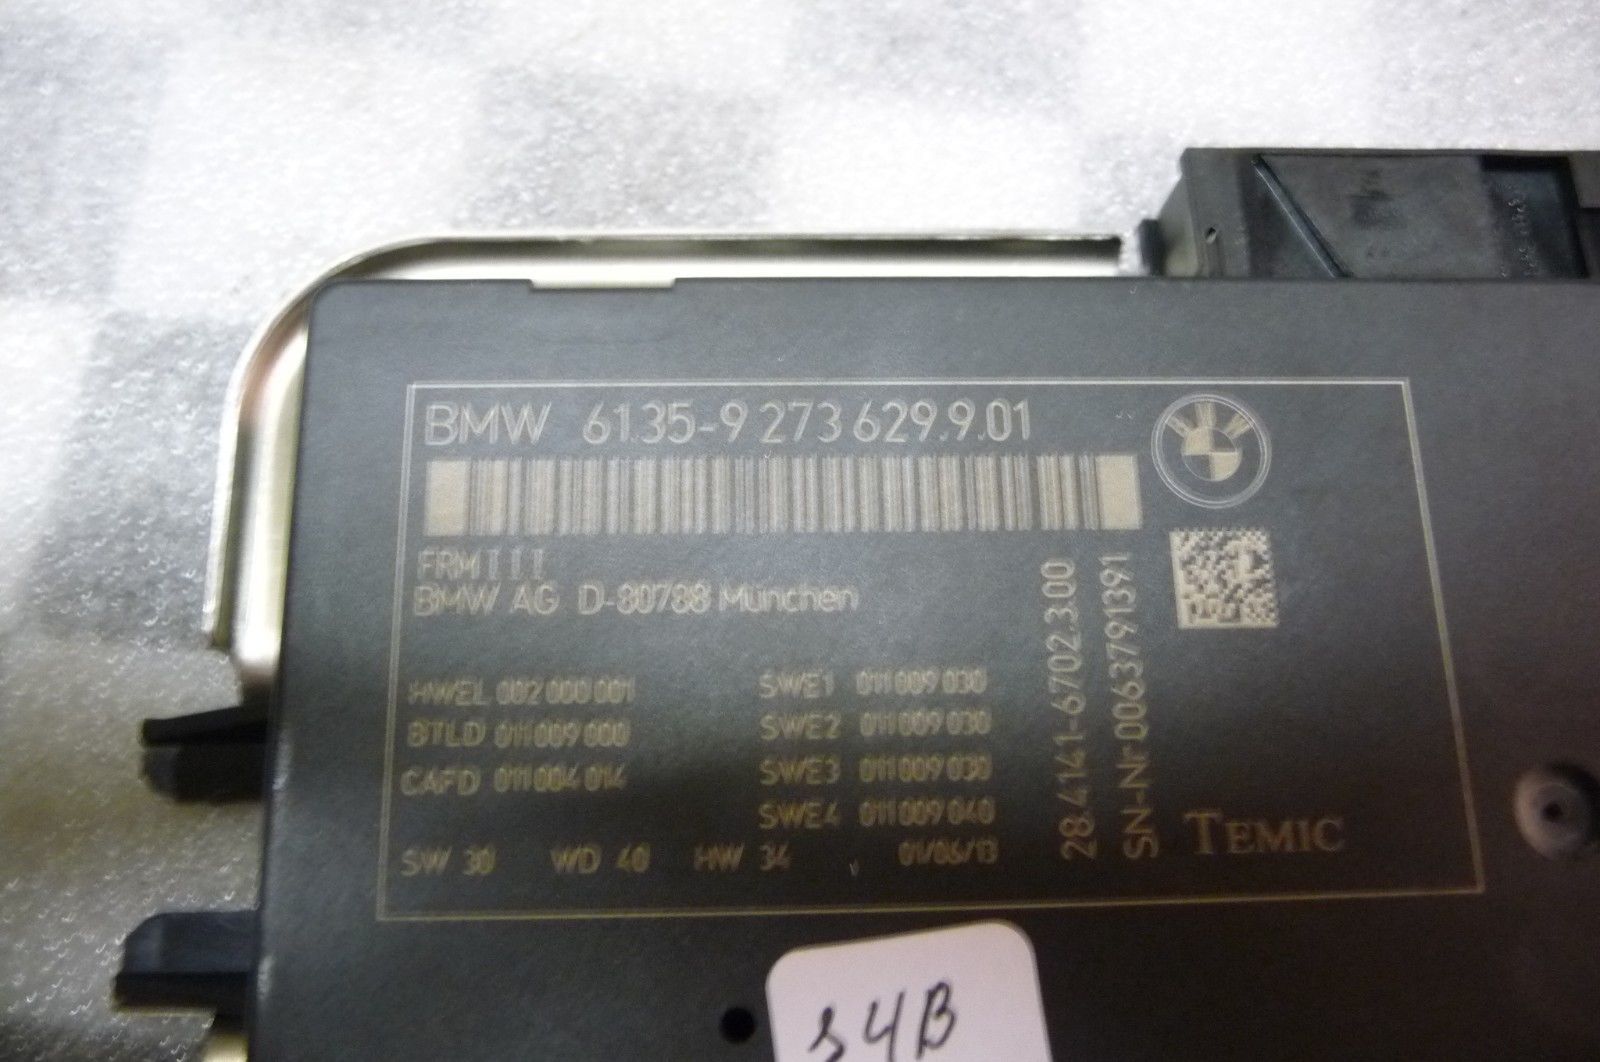 BMW 61.35-9 273 629.9.01
BMW
FRM III
BMW AG D-80788 München
HWEL 002 000 001
BTLD 011 009 000
CAFD 011 004 014
SWE1 011 009 030
SWE2 011 009 030
SWE3 011 009 030
SWE4 011 009 040
SW 30 WD 40 HW 34 01/06/13
28.4141-6702.3.00
SN-Nr 00637791391
TEMIC
S4B